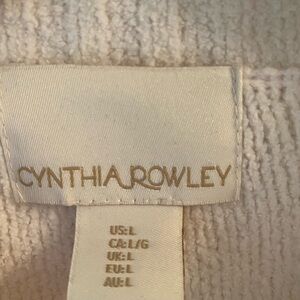 CYNTHIA ROWLEY
US: L
CA: L/G
UK: L
EU: L
AU: L